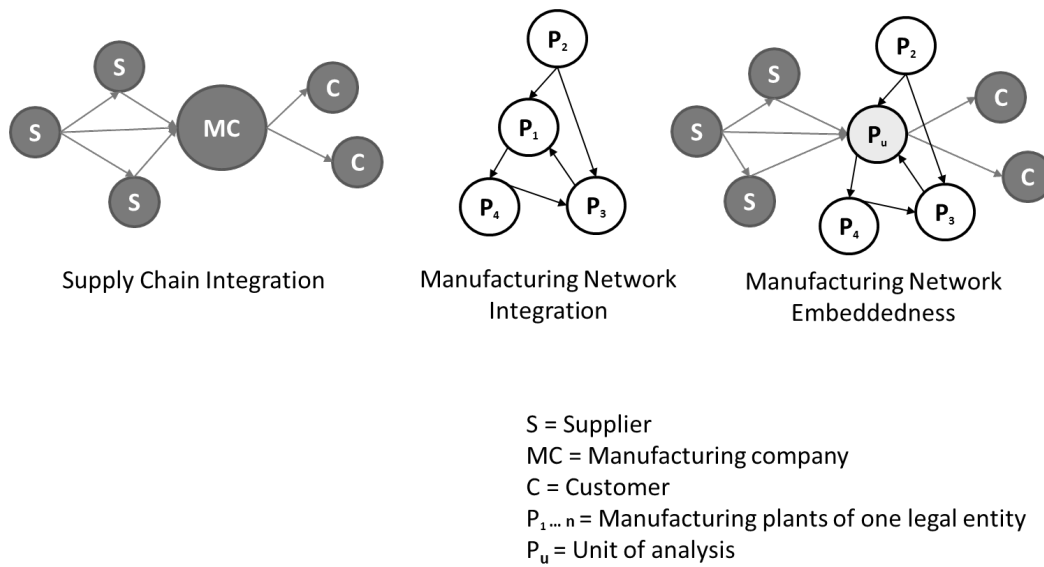 S
S
S
MC
C
C
Supply Chain Integration
P₂
P₁
P₄
P₃
Manufacturing Network
Integration
S
S
S
Pᵤ
P₂
P₄
P₃
C
C
Manufacturing Network
Embeddedness
S = Supplier
MC = Manufacturing company
C = Customer
P₁ ... ₙ = Manufacturing plants of one legal entity
Pᵤ = Unit of analysis